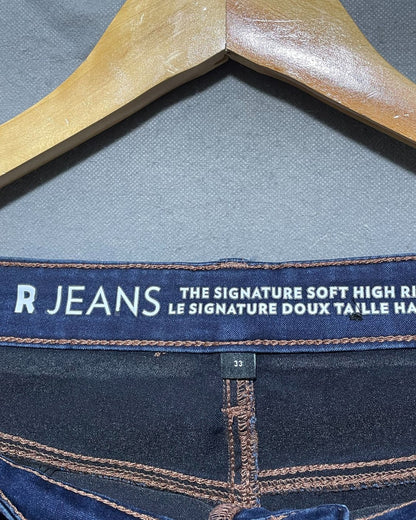 R JEANS
THE SIGNATURE SOFT HIGH RI
LE SIGNATURE DOUX TAILLE HA
33